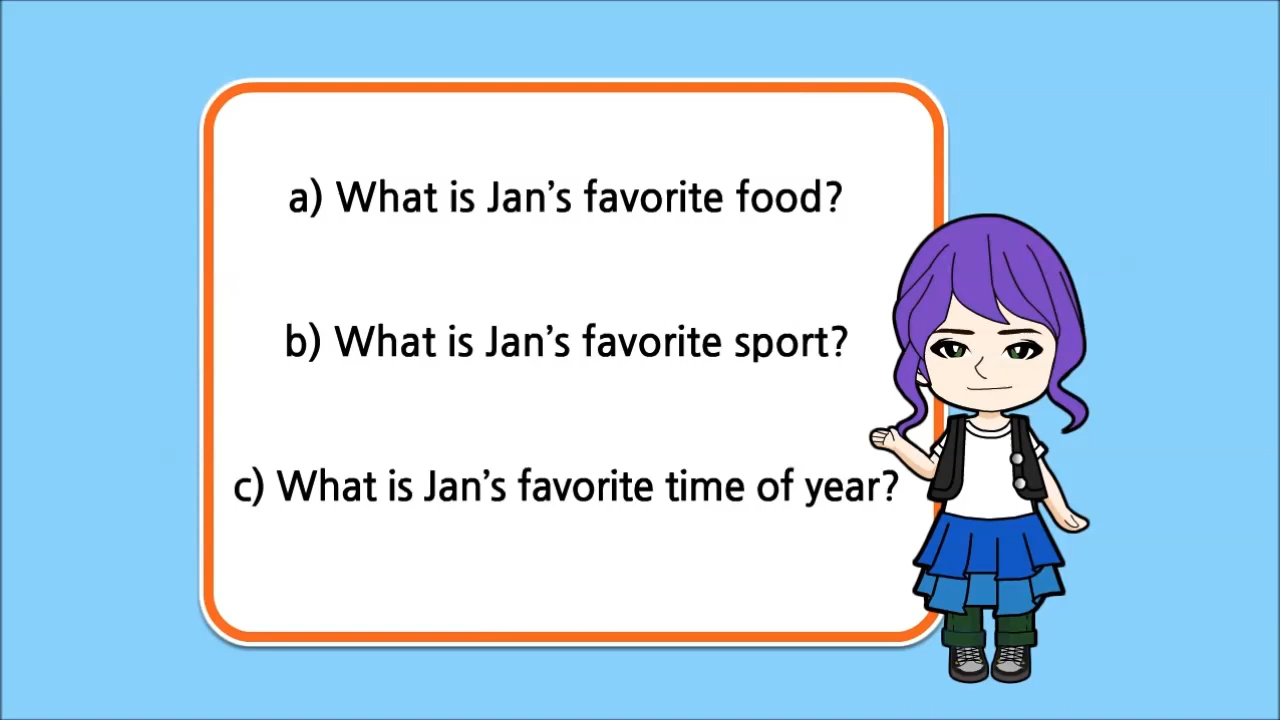 a) What is Jan’s favorite food?
b) What is Jan’s favorite sport?
c) What is Jan’s favorite time of year?